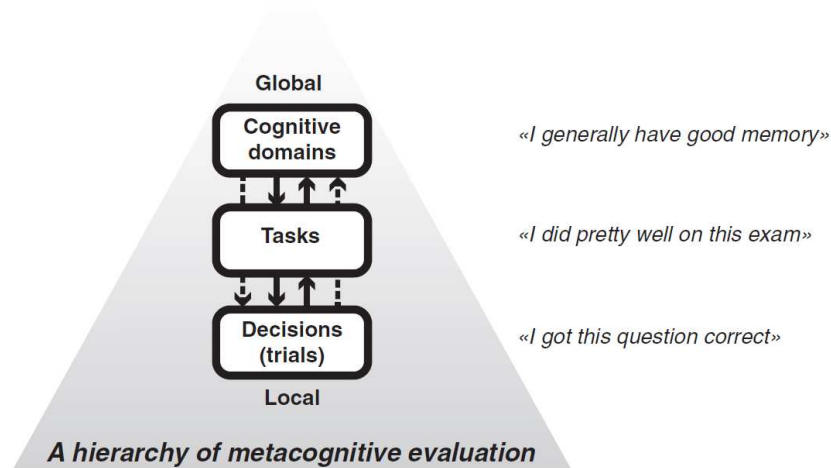 Global
Cognitive
domains
«I generally have good memory»
Tasks
«I did pretty well on this exam»
Decisions
(trials)
«I got this question correct»
Local
A hierarchy of metacognitive evaluation